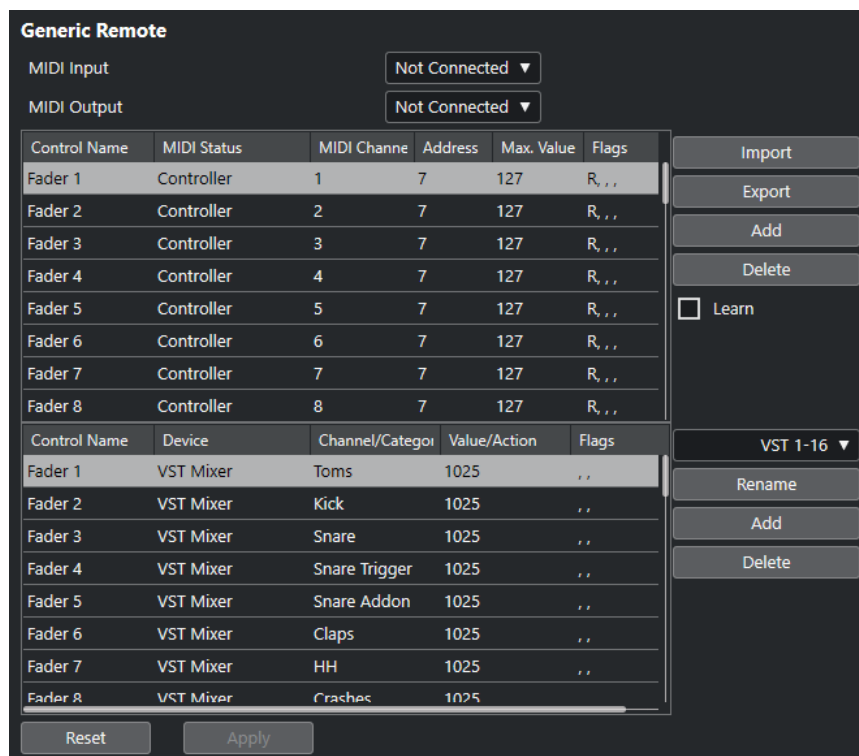 Generic Remote
MIDI Input Not Connected ▼
MIDI Output Not Connected ▼
Control Name MIDI Status MIDI Channe Address Max. Value Flags
Fader 1 Controller 1 7 127 R, , ,
Fader 2 Controller 2 7 127 R, , ,
Fader 3 Controller 3 7 127 R, , ,
Fader 4 Controller 4 7 127 R, , ,
Fader 5 Controller 5 7 127 R, , ,
Fader 6 Controller 6 7 127 R, , ,
Fader 7 Controller 7 7 127 R, , ,
Fader 8 Controller 8 7 127 R, , ,
Import
Export
Add
Delete
Learn
Control Name Device Channel/Categor Value/Action Flags
Fader 1 VST Mixer Toms 1025 , ,
Fader 2 VST Mixer Kick 1025 , ,
Fader 3 VST Mixer Snare 1025 , ,
Fader 4 VST Mixer Snare Trigger 1025 , ,
Fader 5 VST Mixer Snare Addon 1025 , ,
Fader 6 VST Mixer Claps 1025 , ,
Fader 7 VST Mixer HH 1025 , ,
Fader 8 VST Mixer Crashes 1025
VST 1-16 ▼
Rename
Add
Delete
Reset Apply